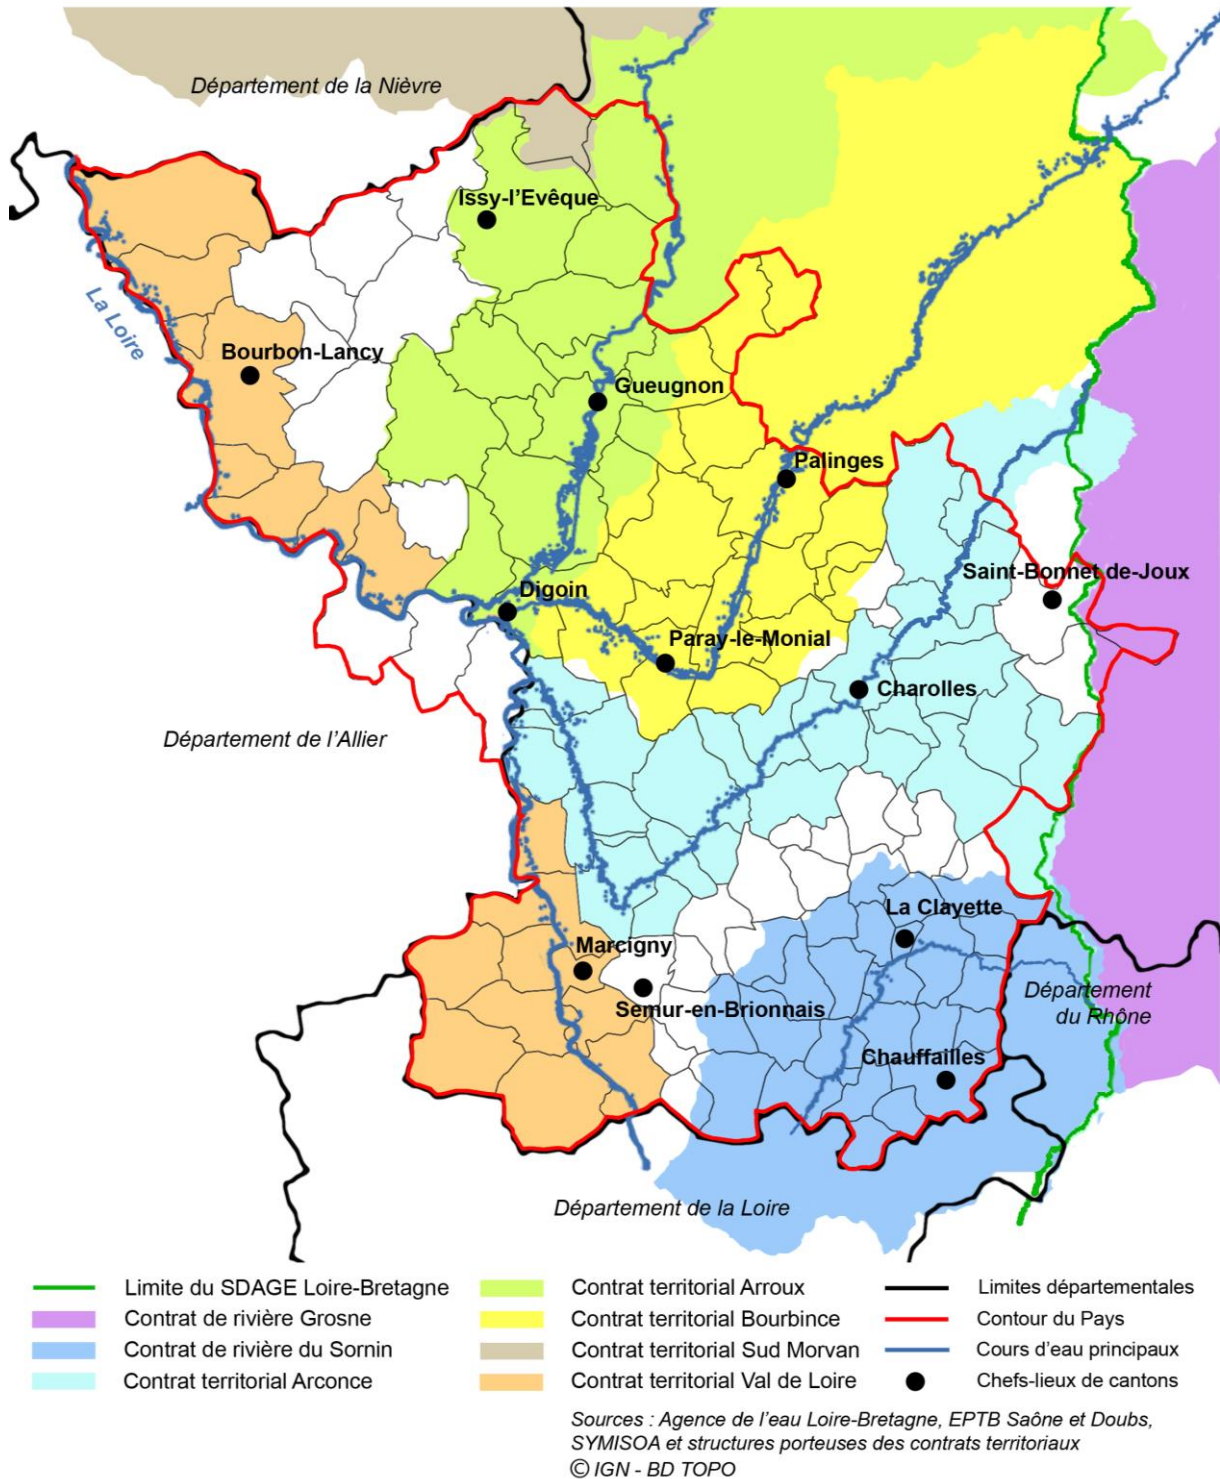 Département de la Nièvre
Issy-l'Evêque
La Loire
Bourbon-Lancy
Gueugnon
Palinges
Saint-Bonnet-de-Joux
Digoin
Paray-le-Monial
Charolles
Département de l'Allier
La Clayette
Marcigny
Semur-en-Brionnais
Département
du Rhône
Chauffailles
Département de la Loire
Limite du SDAGE Loire-Bretagne
Contrat de rivière Grosne
Contrat de rivière du Sornin
Contrat territorial Arconce
Contrat territorial Arroux
Contrat territorial Bourbince
Contrat territorial Sud Morvan
Contrat territorial Val de Loire
Limites départementales
Contour du Pays
Cours d'eau principaux
Chefs-lieux de cantons
Sources : Agence de l'eau Loire-Bretagne, EPTB Saône et Doubs,
SYMISOA et structures porteuses des contrats territoriaux
© IGN - BD TOPO